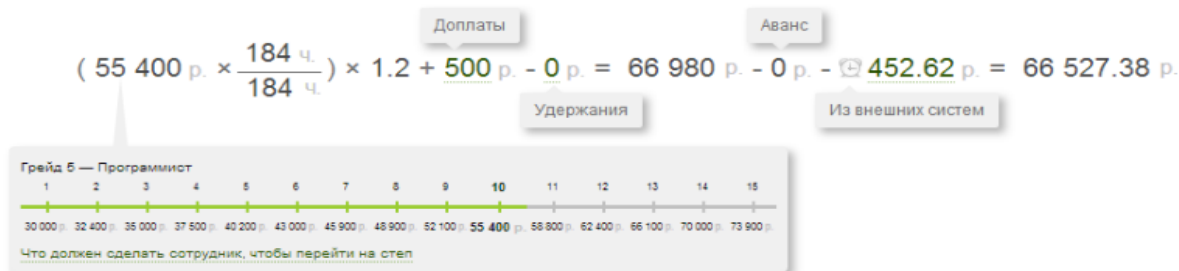 Доплаты Аванс
( 55 400 р. × 184 ч. / 184 ч. ) × 1.2 + 500 р. - 0 р. = 66 980 р. - 0 р. - 452.62 р. = 66 527.38 р.
Удержания Из внешних систем
Грейд 5 — Программист
1 2 3 4 5 6 7 8 9 10 11 12 13 14 15
30 000 р. 32 400 р. 35 000 р. 37 500 р. 40 200 р. 43 000 р. 45 900 р. 48 900 р. 52 100 р. 55 400 р. 58 800 р. 62 400 р. 66 100 р. 70 000 р. 73 900 р.
Что должен сделать сотрудник, чтобы перейти на степ